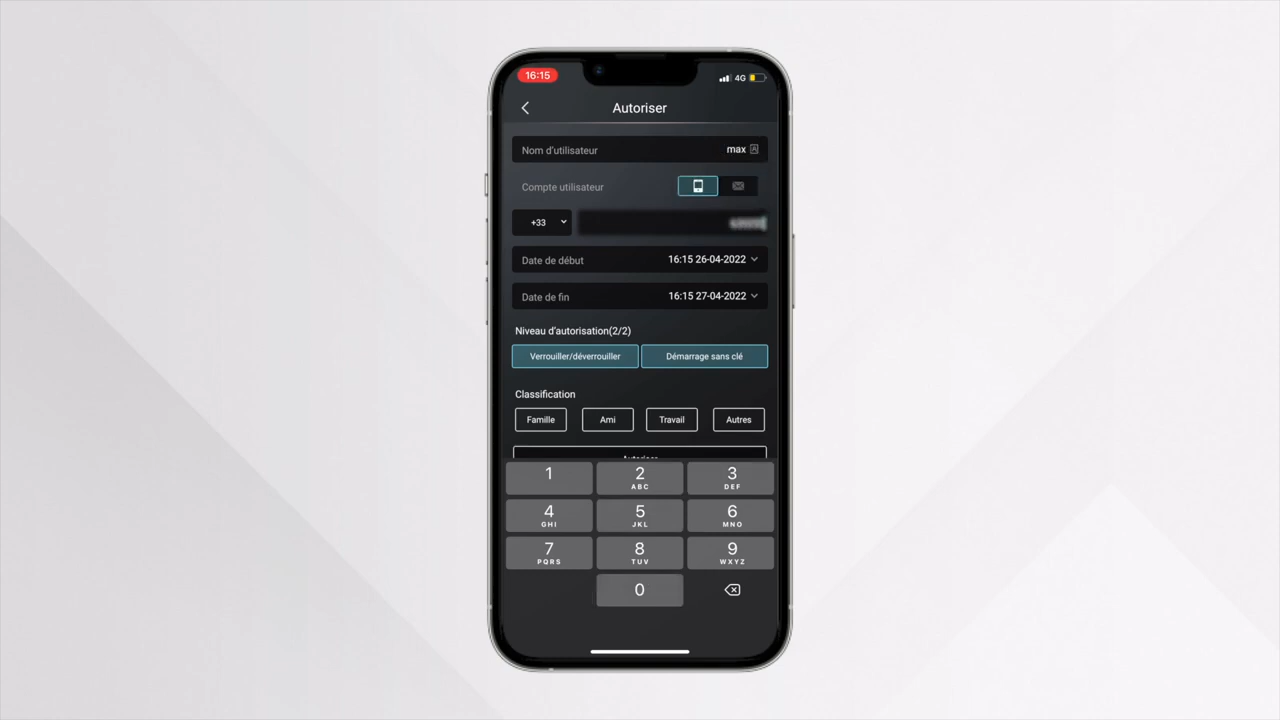 16:15 4G
Autoriser
Nom d'utilisateur max
Compte utilisateur
+33
Date de début 16:15 26-04-2022
Date de fin 16:15 27-04-2022
Niveau d'autorisation(2/2)
Verrouiller/déverrouiller Démarrage sans clé
Classification
Famille Ami Travail Autres
Autoriser
1 2 3
ABC DEF
4 5 6
GHI JKL MNO
7 8 9
PQRS TUV WXYZ
0